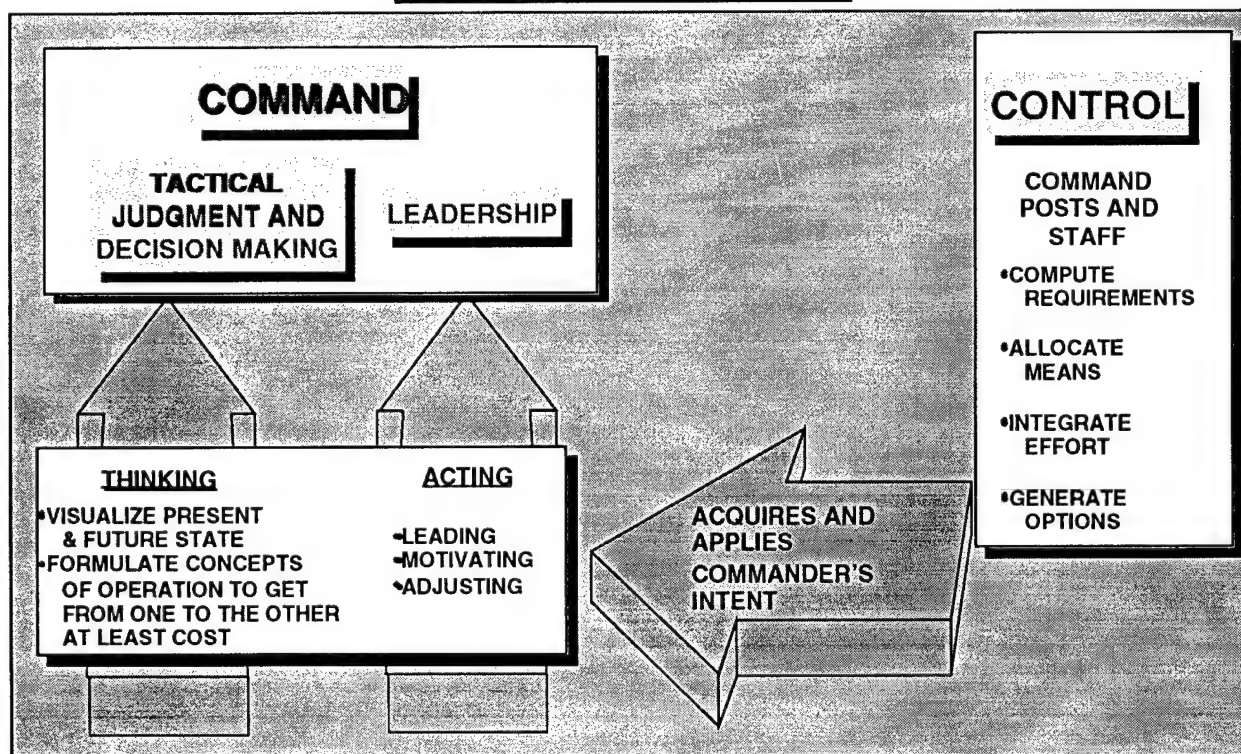 COMMAND
TACTICAL
JUDGMENT AND
DECISION MAKING
LEADERSHIP
THINKING
•VISUALIZE PRESENT
& FUTURE STATE
•FORMULATE CONCEPTS
OF OPERATION TO GET
FROM ONE TO THE OTHER
AT LEAST COST
ACTING
•LEADING
•MOTIVATING
•ADJUSTING
ACQUIRES AND
APPLIES
COMMANDER'S
INTENT
CONTROL
COMMAND
POSTS AND
STAFF
•COMPUTE
REQUIREMENTS
•ALLOCATE
MEANS
•INTEGRATE
EFFORT
•GENERATE
OPTIONS